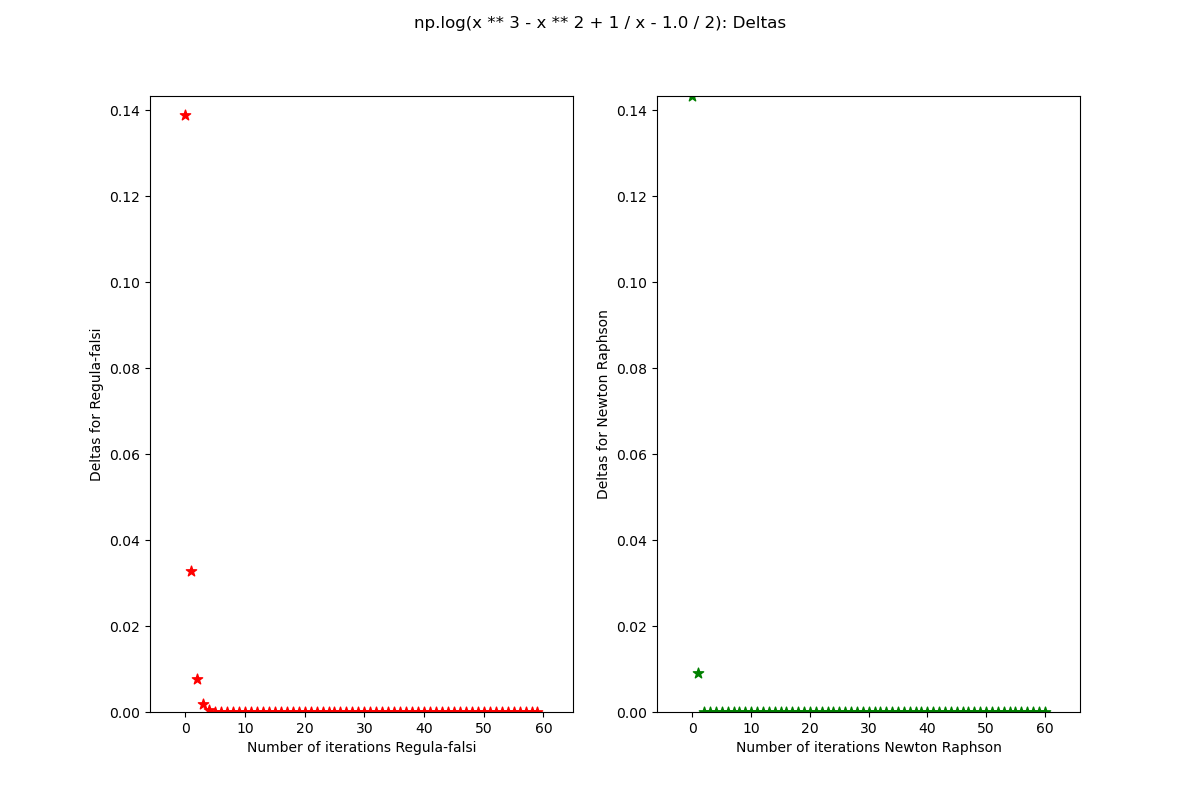 np.log(x ** 3 - x ** 2 + 1 / x - 1.0 / 2): Deltas
0.14
0.12
0.10
0.08
0.06
0.04
0.02
0.00
Deltas for Regula-falsi
0 10 20 30 40 50 60
Number of iterations Regula-falsi
0.14
0.12
0.10
0.08
0.06
0.04
0.02
0.00
Deltas for Newton Raphson
0 10 20 30 40 50 60
Number of iterations Newton Raphson